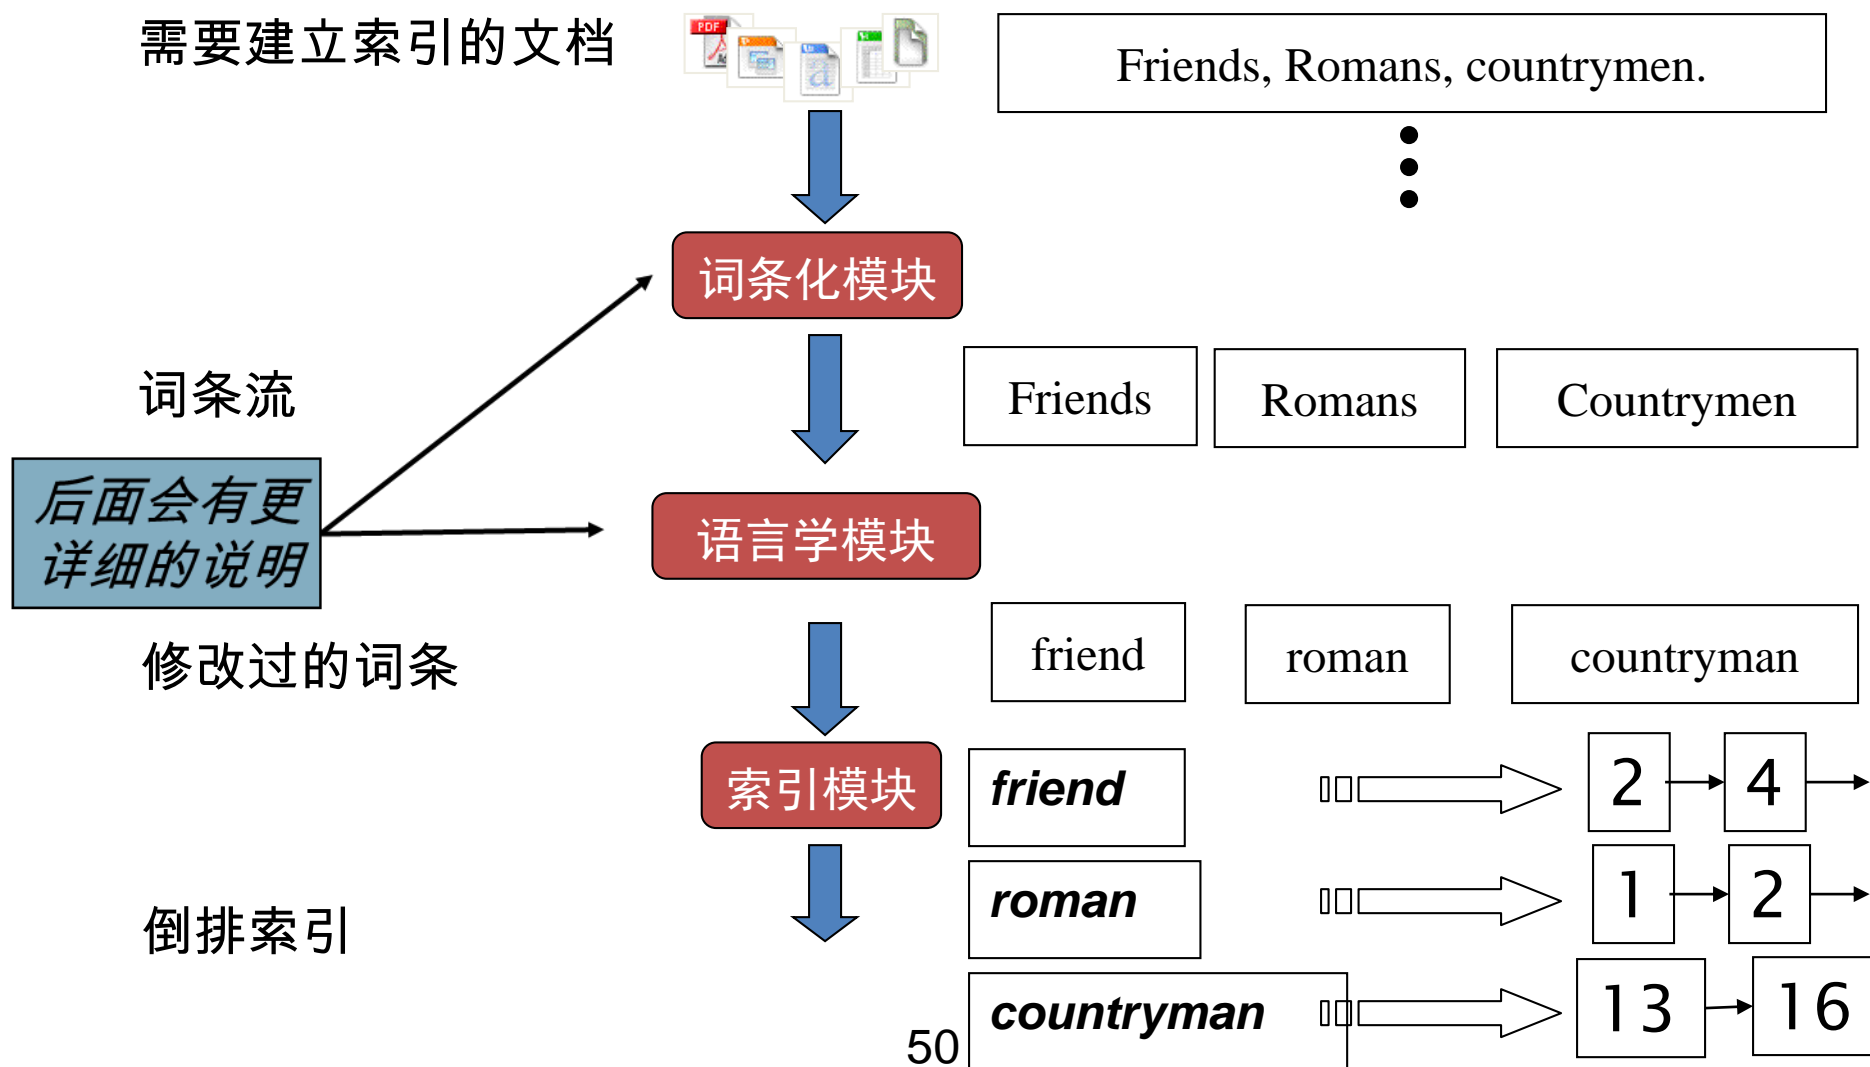 需要建立索引的文档
PDF
Friends, Romans, countrymen.
词条化模块
词条流
Friends
Romans
Countrymen
后面会有更
详细的说明
语言学模块
修改过的词条
friend
roman
countryman
索引模块
friend
2
4
roman
1
2
倒排索引
countryman
13
16
50